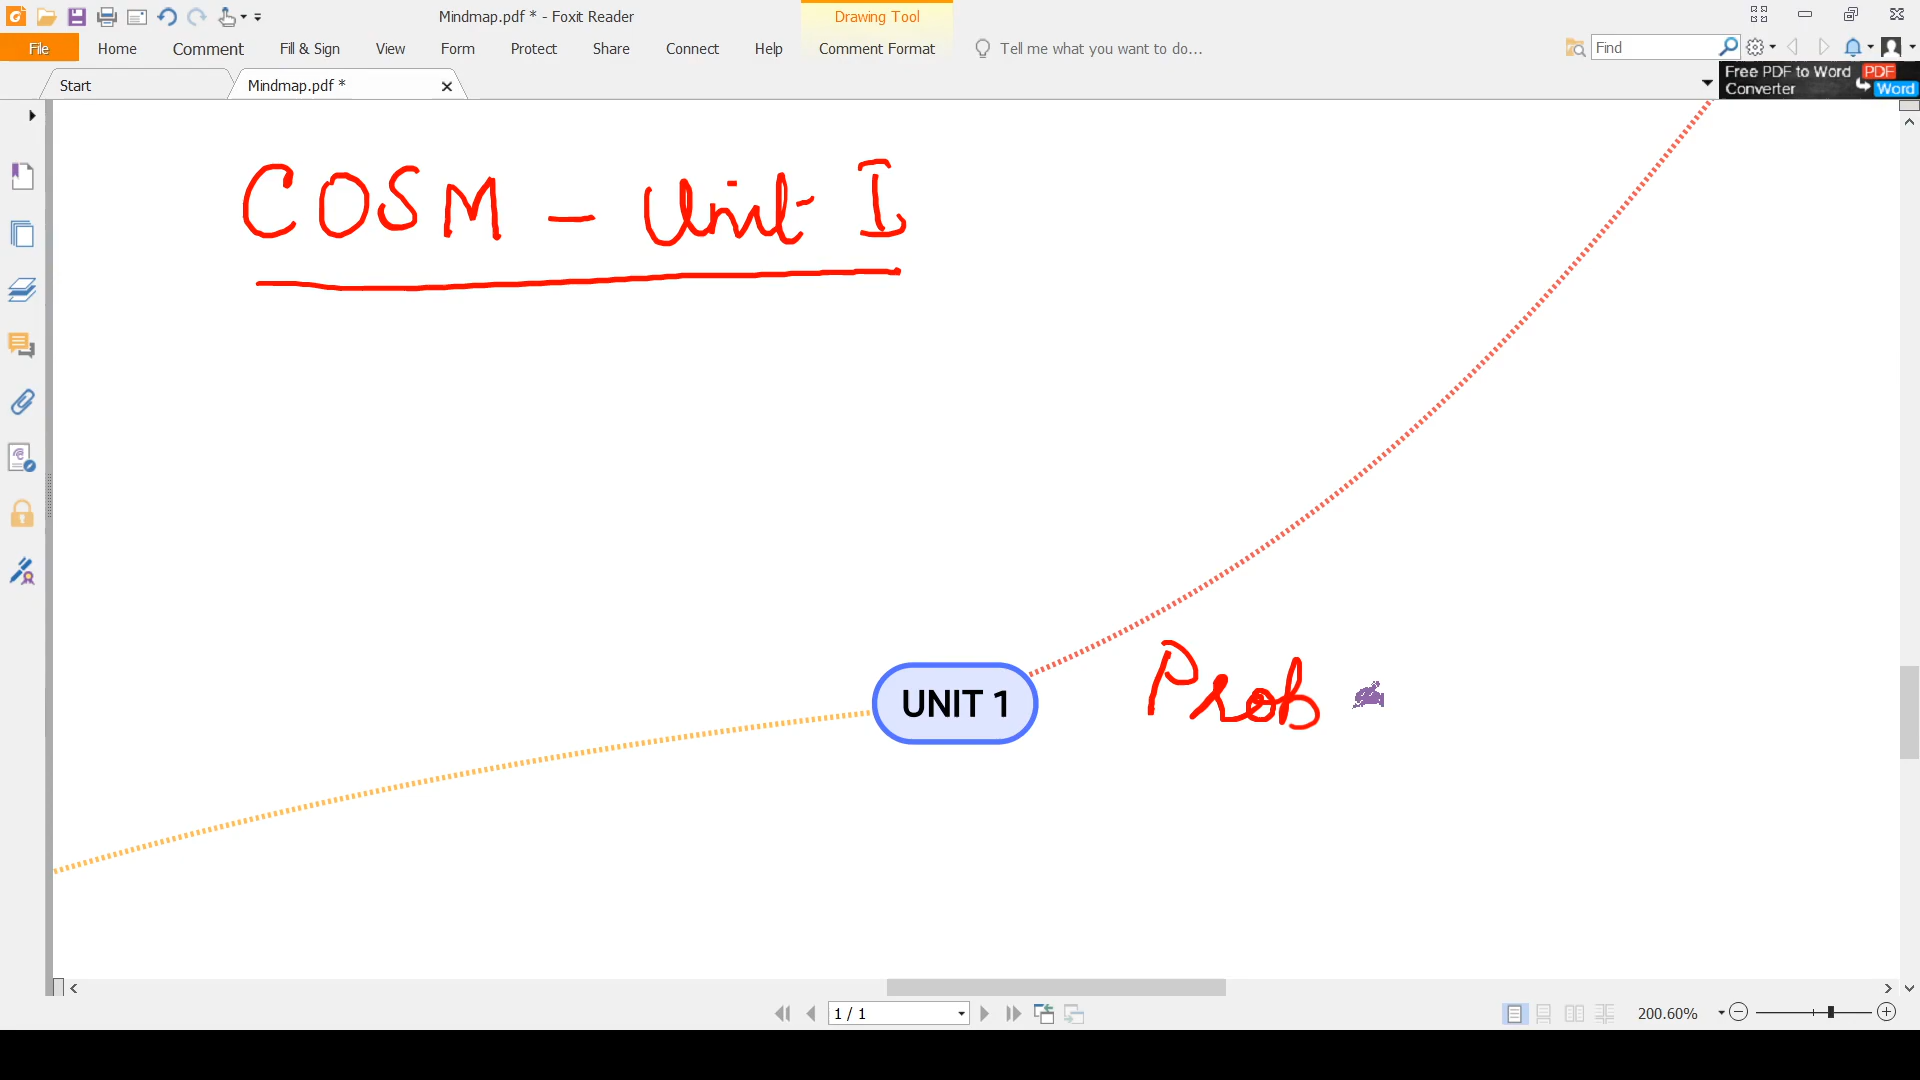 Mindmap.pdf * - Foxit Reader
Drawing Tool
File Home Comment Fill & Sign View Form Protect Share Connect Help Comment Format Tell me what you want to do... Find
Start Mindmap.pdf *
Free PDF to Word Converter PDF Word
COSM - Unit I
UNIT 1
Prob
1 / 1
200.60%